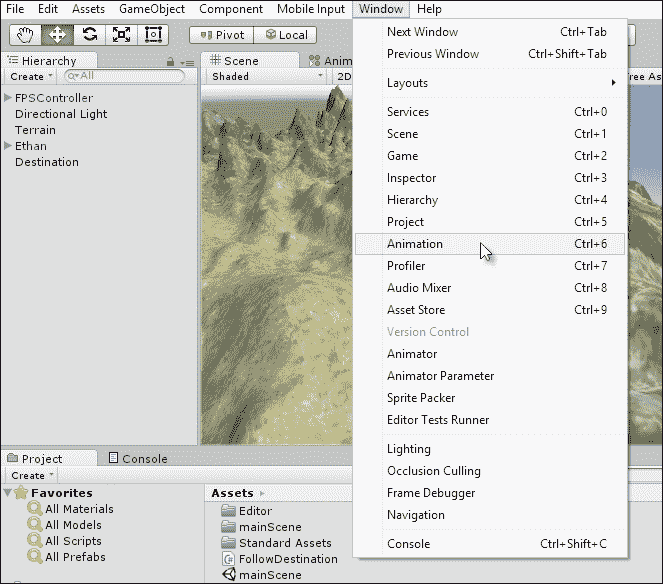 File Edit Assets GameObject Component Mobile Input Window Help
Pivot Local
Hierarchy
Create All
FPSController
Directional Light
Terrain
Ethan
Destination
Scene Anim
Shaded 2D
ree As
Next Window Ctrl+Tab
Previous Window Ctrl+Shift+Tab
Layouts
Services Ctrl+0
Scene Ctrl+1
Game Ctrl+2
Inspector Ctrl+3
Hierarchy Ctrl+4
Project Ctrl+5
Animation Ctrl+6
Profiler Ctrl+7
Audio Mixer Ctrl+8
Asset Store Ctrl+9
Version Control
Animator
Animator Parameter
Sprite Packer
Editor Tests Runner
Lighting
Occlusion Culling
Frame Debugger
Navigation
Console Ctrl+Shift+C
Project Console
Create
Favorites
All Materials
All Models
All Scripts
All Prefabs
Assets
Editor
mainScene
Standard Assets
FollowDestination
mainScene